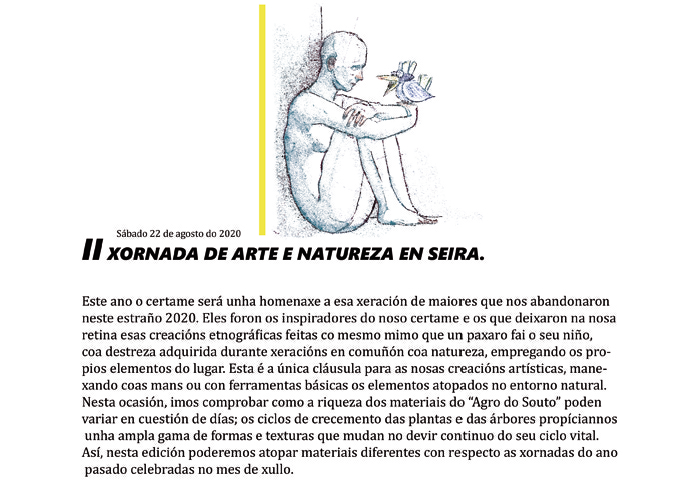 Sábado 22 de agosto do 2020
II XORNADA DE ARTE E NATUREZA EN SEIRA.
Este ano o certame será unha homenaxe a esa xeración de maiores que nos abandonaron
neste estraño 2020. Eles foron os inspiradores do noso certame e os que deixaron na nosa
retina esas creacións etnográficas feitas co mesmo mimo que un paxaro fai o seu niño,
coa destreza adquirida durante xeracións en comuñón coa natureza, empregando os pro-
pios elementos do lugar. Esta é a única cláusula para as nosas creacións artísticas, mane-
xando coas mans ou con ferramentas básicas os elementos atopados no entorno natural.
Nesta ocasión, imos comprobar como a riqueza dos materiais do “Agro do Souto” poden
variar en cuestión de días; os ciclos de crecemento das plantas e das árbores propíciannos
unha ampla gama de formas e texturas que mudan no devir continuo do seu ciclo vital.
Así, nesta edición poderemos atopar materiais diferentes con respecto as xornadas do ano
pasado celebradas no mes de xullo.